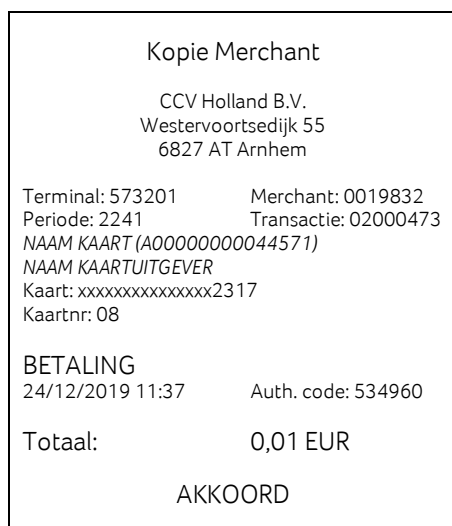 Kopie Merchant
CCV Holland B.V.
Westervoortsedijk 55
6827 AT Arnhem
Terminal: 573201 Merchant: 0019832
Periode: 2241 Transactie: 02000473
NAAM KAART (A00000000044571)
NAAM KAARTUITGEVER
Kaart: xxxxxxxxxxxxxxx2317
Kaartnr: 08
BETALING
24/12/2019 11:37 Auth. code: 534960
Totaal: 0,01 EUR
AKKOORD